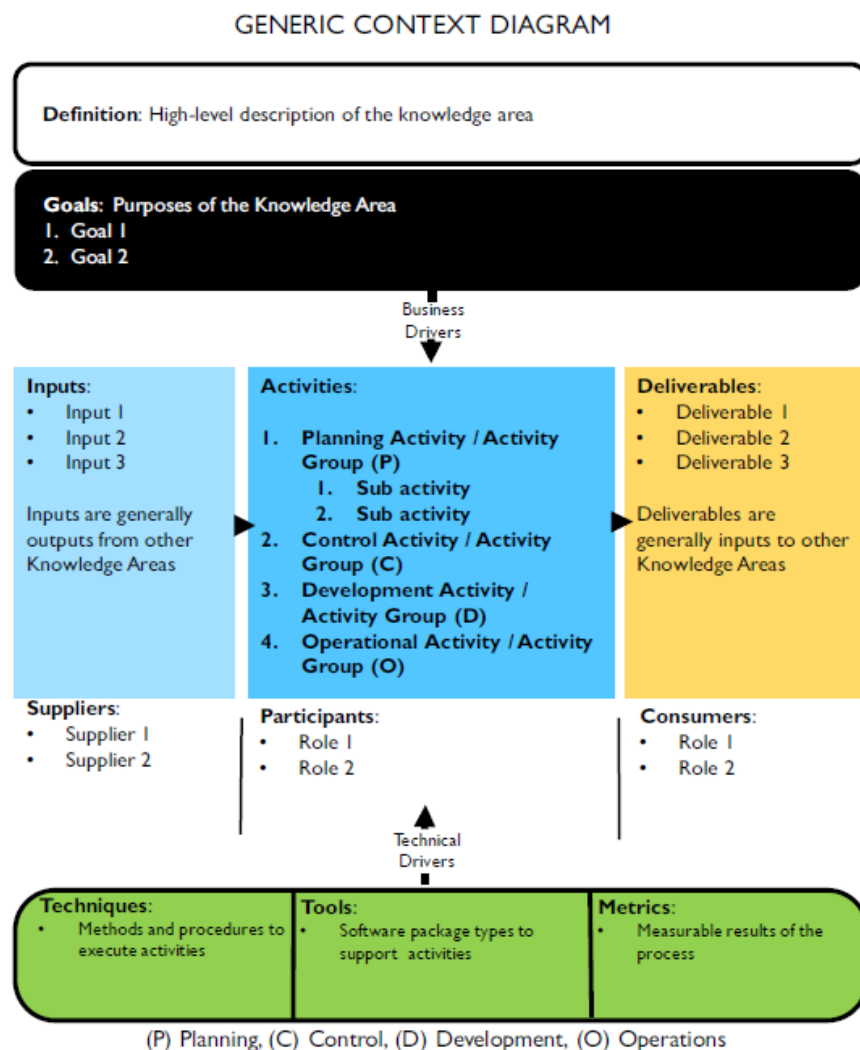 GENERIC CONTEXT DIAGRAM
Definition: High-level description of the knowledge area
Goals: Purposes of the Knowledge Area
1. Goal 1
2. Goal 2
Business
Drivers
Inputs:
• Input 1
• Input 2
• Input 3
Inputs are generally
outputs from other
Knowledge Areas
Activities:
1. Planning Activity / Activity
Group (P)
1. Sub activity
2. Sub activity
2. Control Activity / Activity
Group (C)
3. Development Activity /
Activity Group (D)
4. Operational Activity / Activity
Group (O)
Deliverables:
• Deliverable 1
• Deliverable 2
• Deliverable 3
Deliverables are
generally inputs to other
Knowledge Areas
Suppliers:
• Supplier 1
• Supplier 2
Participants:
• Role 1
• Role 2
Consumers:
• Role 1
• Role 2
Technical
Drivers
Techniques:
• Methods and procedures to
execute activities
Tools:
• Software package types to
support activities
Metrics:
• Measurable results of the
process
(P) Planning, (C) Control, (D) Development, (O) Operations